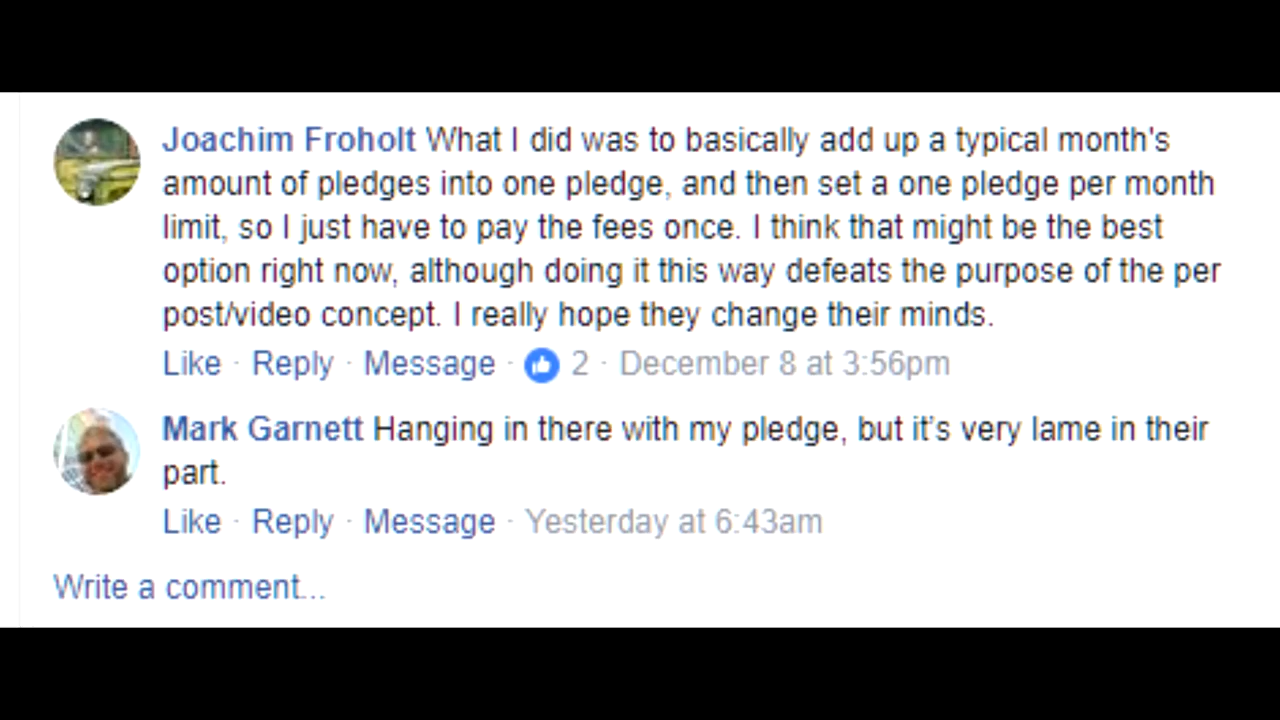 Joachim Froholt What I did was to basically add up a typical month's
amount of pledges into one pledge, and then set a one pledge per month
limit, so I just have to pay the fees once. I think that might be the best
option right now, although doing it this way defeats the purpose of the per
post/video concept. I really hope they change their minds.
Like · Reply · Message · 2 · December 8 at 3:56pm
Mark Garnett Hanging in there with my pledge, but it’s very lame in their
part.
Like · Reply · Message · Yesterday at 6:43am
Write a comment...